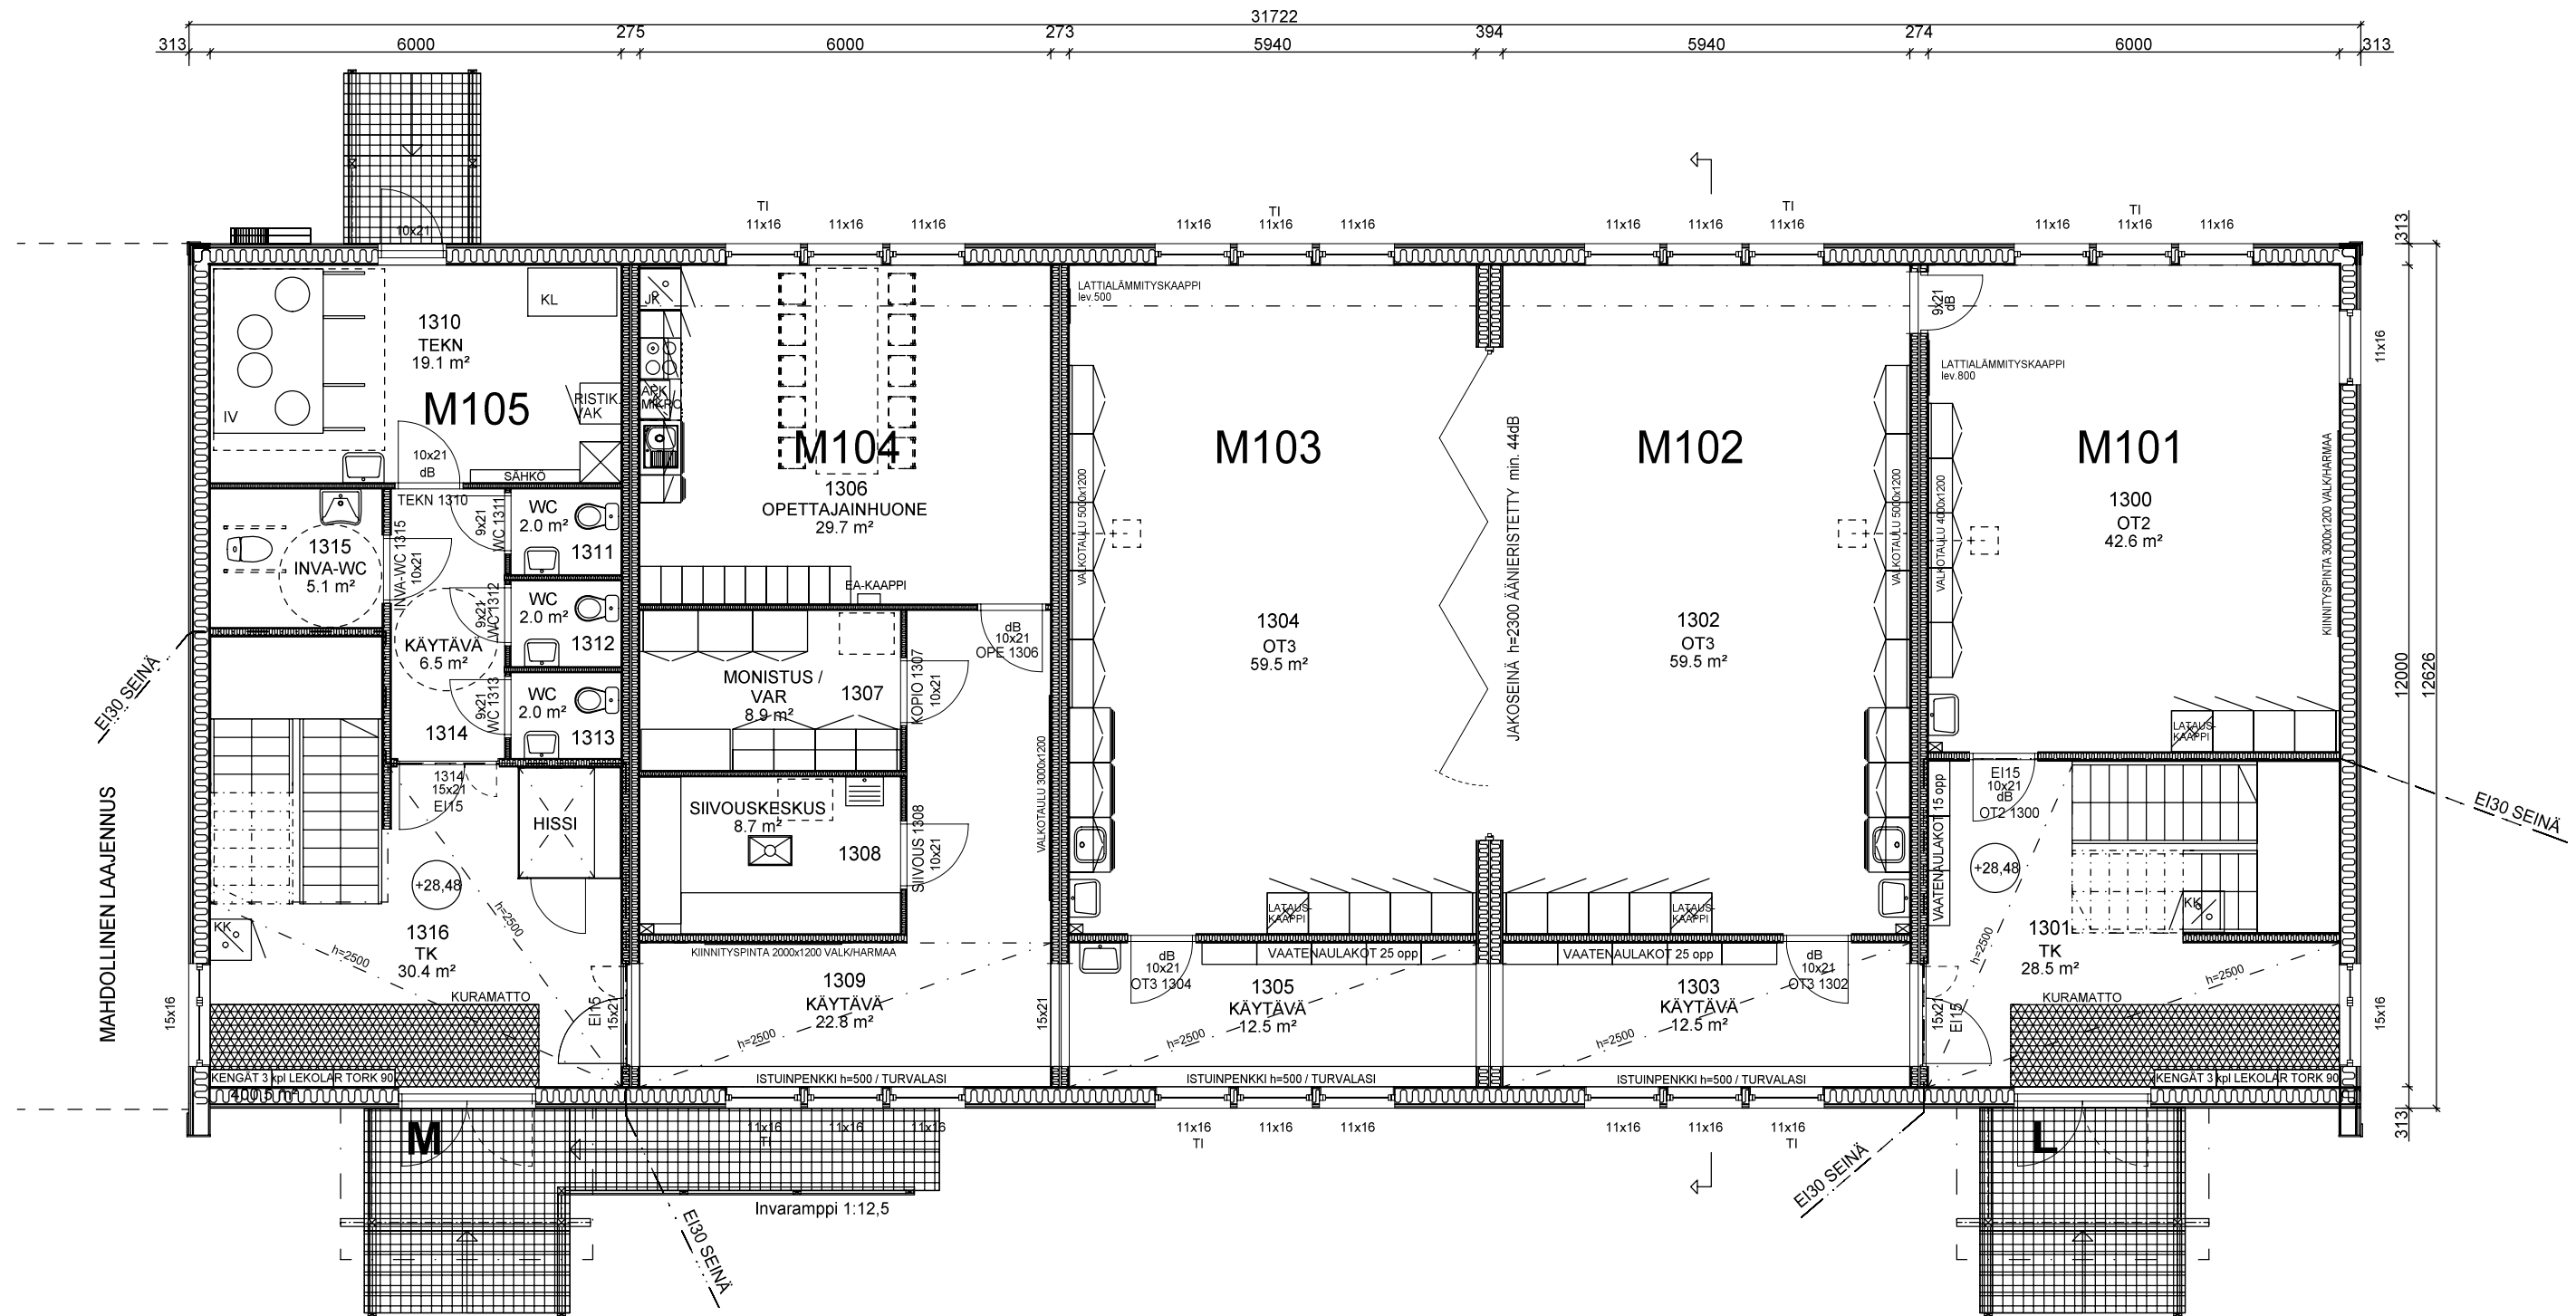 31722
313
6000
275
6000
273
5940
394
5940
274
6000
313
10x21
TI
11x16
11x16
11x16
TI
11x16
11x16
11x16
TI
11x16
11x16
11x16
TI
11x16
11x16
11x16
313
12000
12626
313
11x16
15x16
KL
1310
TEKN
19.1 m²
M105
IV
RISTIK.
VAK
10x21
dB
SÄHKÖ
TEKN 1310
JK
APK
MIKRO
M104
1306
OPETTAJAINHUONE
29.7 m²
EA-KAAPPI
LATTIALÄMMITYSKAAPPI
lev.500
M103
VALKOTAULU 5000x1200
1304
OT3
59.5 m²
JAKOSEINÄ h=2300 ÄÄNIERISTETTY min. 44dB
M102
VALKOTAULU 5000x1200
1302
OT3
59.5 m²
9x21
dB
LATTIALÄMMITYSKAAPPI
lev.800
M101
VALKOTAULU 4000x1200
1300
OT2
42.6 m²
KIINNITYSPINTA 3000x1200 VALK/HARMAA
LATAUS-
KAAPPI
1315
INVA-WC
5.1 m²
INVA-WC 1315
10x21
WC
2.0 m²
1311
9x21
WC 1311
WC
2.0 m²
1312
9x21
WC 1312
WC
2.0 m²
1313
9x21
WC 1313
KÄYTÄVÄ
6.5 m²
1314
1314
15x21
EI15
HISSI
+28,48
KK
1316
TK
30.4 m²
h=2500
h=2500
KURAMATTO
KENGÄT 3 kpl LEKOLAR TORK 90
400.5 m²
15x16
MAHDOLLINEN LAAJENNUS
EI30 SEINÄ
MONISTUS /
VAR
8.9 m²
1307
KOPIO 1307
10x21
dB
10x21
OPE 1306
SIIVOUSKESKUS
8.7 m²
1308
SIIVOUS 1308
10x21
VALKOTAULU 3000x1200
KIINNITYSPINTA 2000x1200 VALK/HARMAA
EI15
15x21
1309
KÄYTÄVÄ
22.8 m²
h=2500
15x21
ISTUINPENKKI h=500 / TURVALASI
LATAUS-
KAAPPI
LATAUS-
KAAPPI
dB
10x21
OT3 1304
VAATENAULAKOT 25 opp
1305
KÄYTÄVÄ
12.5 m²
h=2500
ISTUINPENKKI h=500 / TURVALASI
VAATENAULAKOT 25 opp
dB
10x21
OT3 1302
1303
KÄYTÄVÄ
12.5 m²
h=2500
ISTUINPENKKI h=500 / TURVALASI
15x21
EI15
VAATENAULAKOT 15 opp
EI15
10x21
dB
OT2 1300
+28,48
KK
1301
TK
28.5 m²
h=2500
h=2500
KURAMATTO
KENGÄT 3 kpl LEKOLAR TORK 90
EI30 SEINÄ
M
11x16
TI
11x16
11x16
11x16
TI
11x16
11x16
11x16
11x16
11x16
TI
L
Invaramppi 1:12,5
EI30 SEINÄ
EI30 SEINÄ